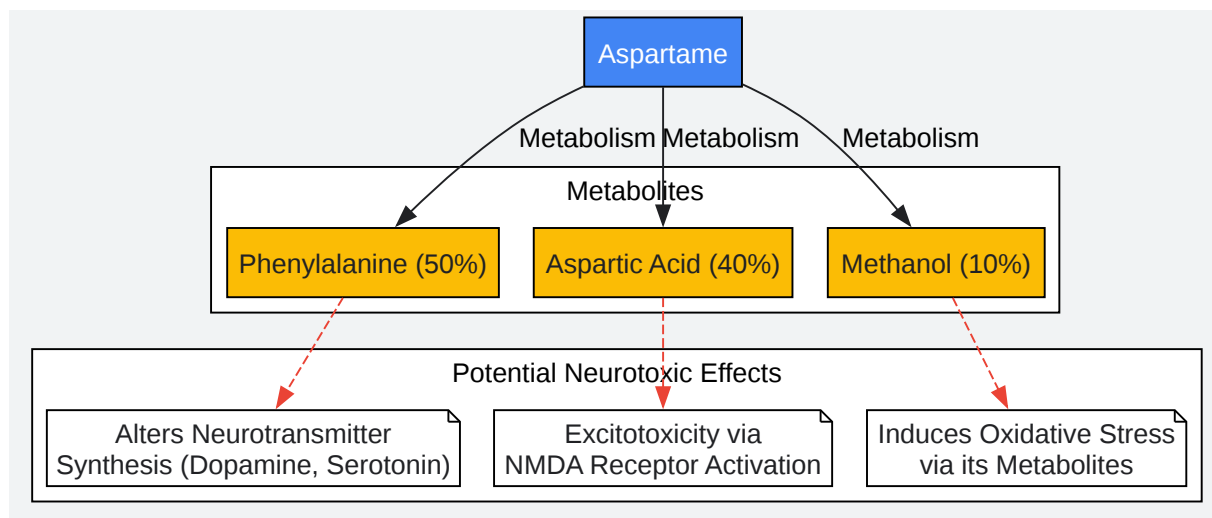 Aspartame
Metabolism Metabolism Metabolism
Metabolites
Phenylalanine (50%) Aspartic Acid (40%) Methanol (10%)
Potential Neurotoxic Effects
Alters Neurotransmitter
Synthesis (Dopamine, Serotonin)
Excitotoxicity via
NMDA Receptor Activation
Induces Oxidative Stress
via its Metabolites